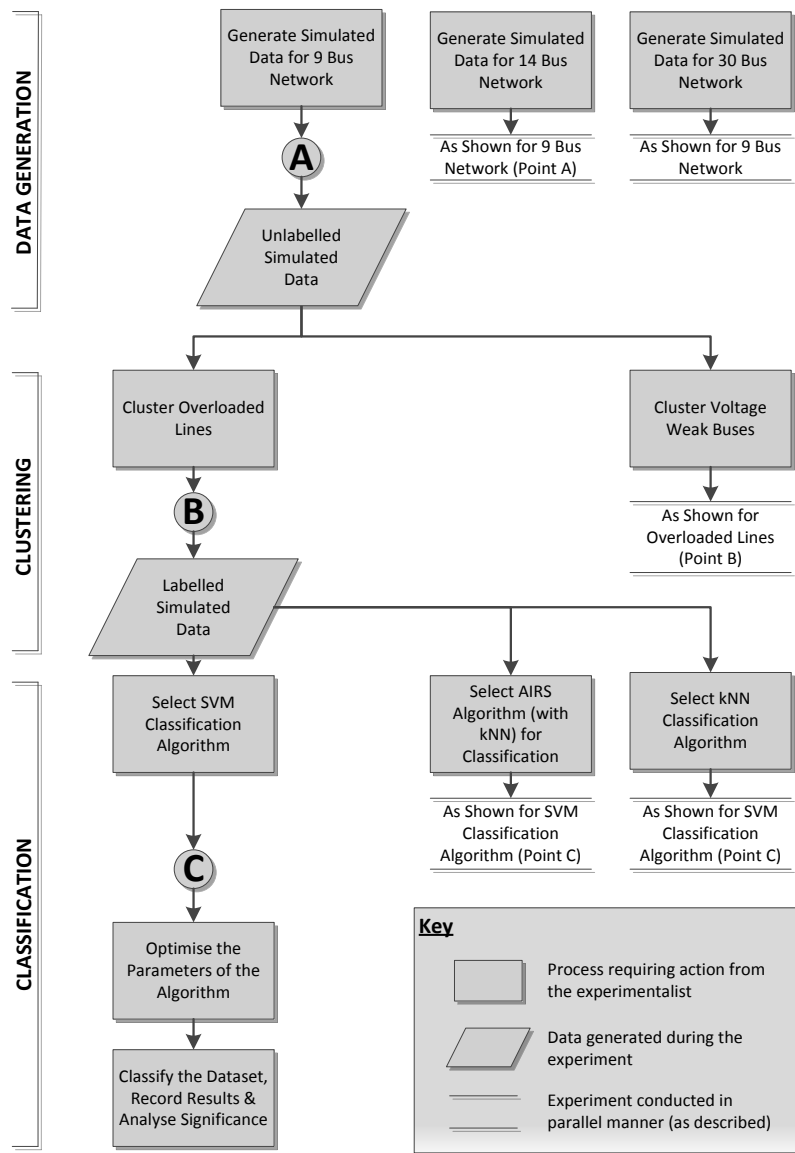 DATA GENERATION
Generate Simulated
Data for 9 Bus
Network
Generate Simulated
Data for 14 Bus
Network
Generate Simulated
Data for 30 Bus
Network
A
As Shown for 9 Bus
Network (Point A)
As Shown for 9 Bus
Network
Unlabelled
Simulated
Data
CLUSTERING
Cluster Overloaded
Lines
Cluster Voltage
Weak Buses
B
As Shown for
Overloaded Lines
(Point B)
Labelled
Simulated
Data
CLASSIFICATION
Select SVM
Classification
Algorithm
Select AIRS
Algorithm (with
kNN) for
Classification
Select kNN
Classification
Algorithm
As Shown for SVM
Classification
Algorithm (Point C)
As Shown for SVM
Classification
Algorithm (Point C)
C
Optimise the
Parameters of the
Algorithm
Classify the Dataset,
Record Results &
Analyse Significance
Key
Process requiring action from
the experimentalist
Data generated during the
experiment
Experiment conducted in
parallel manner (as described)